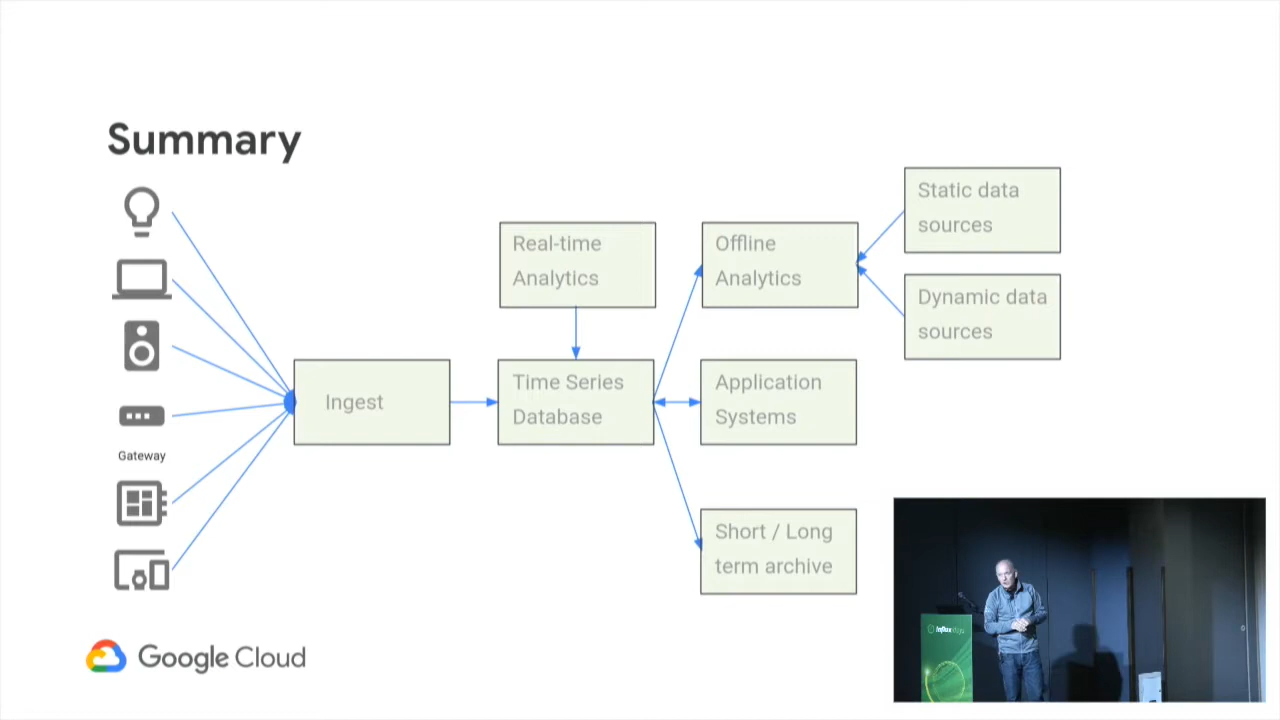 Summary
Static data
sources
Real-time
Analytics
Offline
Analytics
Dynamic data
sources
Ingest
Time Series
Database
Application
Systems
Gateway
Short / Long
term archive
Google Cloud